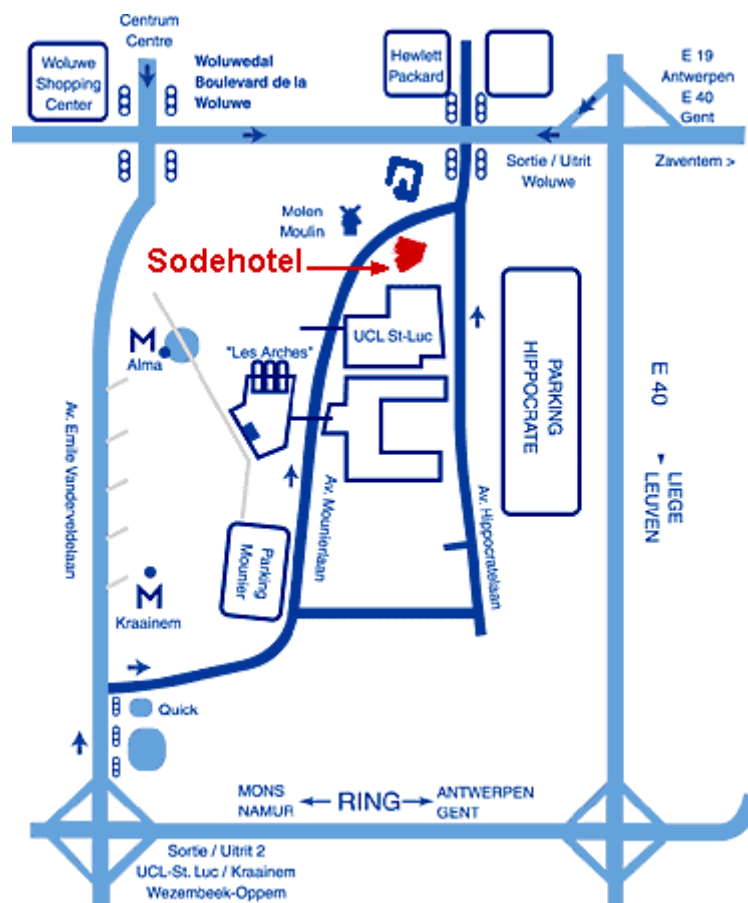 Centrum
Centre
Woluwe
Shopping
Center
Woluwedal
Boulevard de la
Woluwe
Hewlett
Packard
E 19
Antwerpen
E 40
Gent
Sortie / Uitrit
Woluwe
Zaventem >
Molen
Moulin
Sodehotel
UCL St-Luc
"Les Arches"
M
Alma
PARKING
HIPPOCRATE
E 40
LIEGE
LEUVEN
Av. Emile Vanderveldelaan
Av. Mounierlaan
Av. Hippocratelaan
Parking
Mounier
M
Kraainem
Quick
MONS
NAMUR
RING
ANTWERPEN
GENT
Sortie / Uitrit 2
UCL-St. Luc / Kraainem
Wezembeek-Oppem